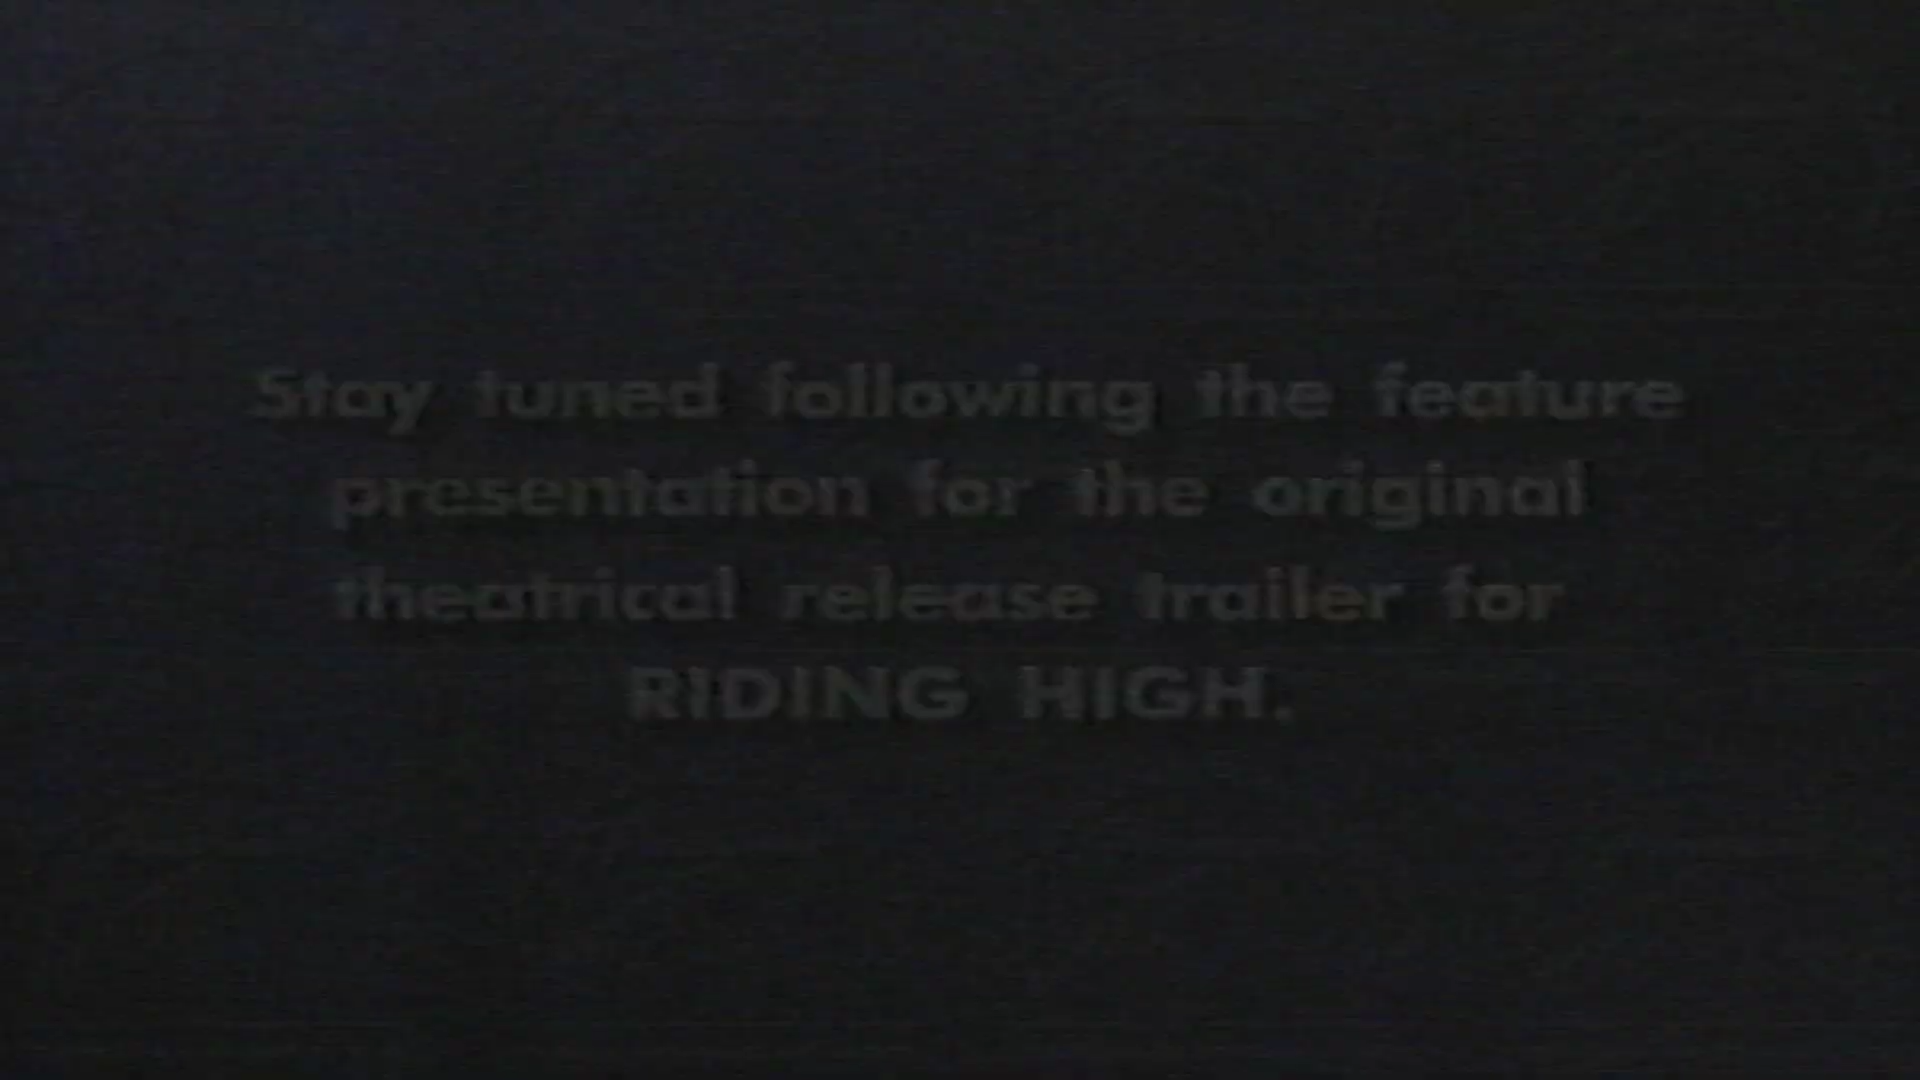 Stay tuned following the feature
presentation for the original
theatrical release trailer for
RIDING HIGH.